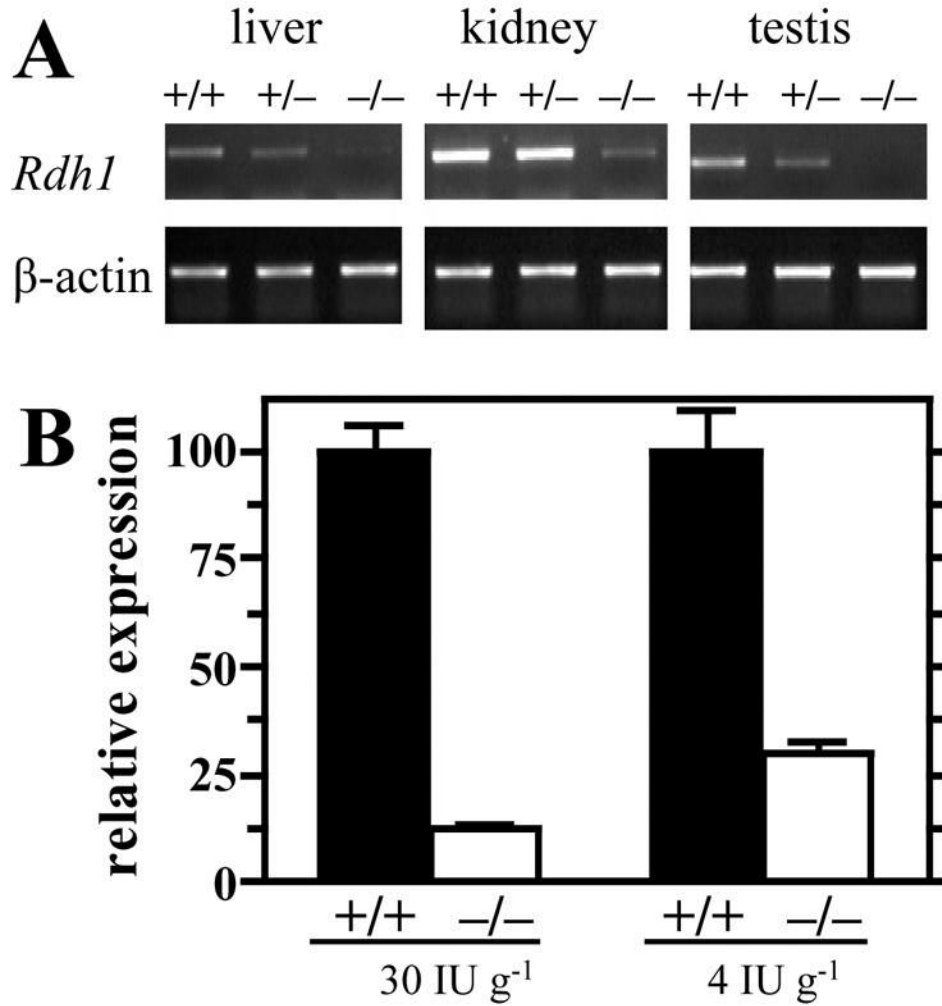 A
liver kidney testis
+/+ +/– –/– +/+ +/– –/– +/+ +/– –/–
Rdh1
β-actin
B
relative expression
100
75
50
25
0
+/+ –/– +/+ –/–
30 IU g⁻¹ 4 IU g⁻¹